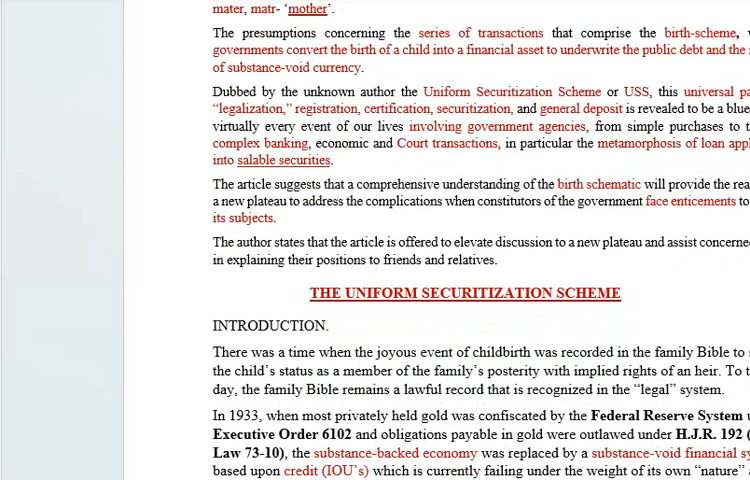 mater, matr- ‘mother’.
The presumptions concerning the series of transactions that comprise the birth-scheme,
governments convert the birth of a child into a financial asset to underwrite the public debt and the
of substance-void currency.
Dubbed by the unknown author the Uniform Securitization Scheme or USS, this universal
“legalization,” registration, certification, securitization, and general deposit is revealed to be a
virtually every event of our lives involving government agencies, from simple purchases to
complex banking, economic and Court transactions, in particular the metamorphosis of loan
into salable securities.
The article suggests that a comprehensive understanding of the birth schematic will provide the
a new plateau to address the complications when constitutors of the government face enticements to
its subjects.
The author states that the article is offered to elevate discussion to a new plateau and assist
in explaining their positions to friends and relatives.
THE UNIFORM SECURITIZATION SCHEME
INTRODUCTION.
There was a time when the joyous event of childbirth was recorded in the family Bible to
the child’s status as a member of the family’s posterity with implied rights of an heir. To
day, the family Bible remains a lawful record that is recognized in the “legal” system.
In 1933, when most privately held gold was confiscated by the Federal Reserve System
Executive Order 6102 and obligations payable in gold were outlawed under H.J.R. 192 (
Law 73-10), the substance-backed economy was replaced by a substance-void financial
based upon credit (IOU’s) which is currently failing under the weight of its own “nature”